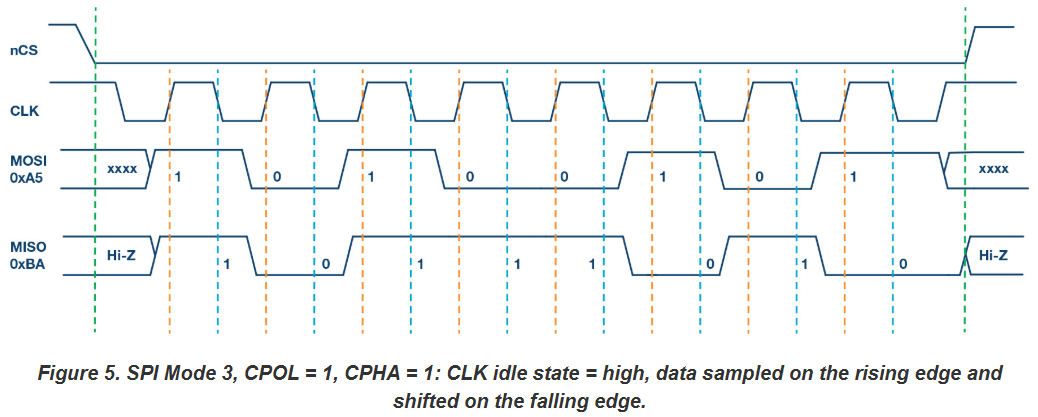 nCS
CLK
MOSI
0xA5
xxxx 1 0 1 0 0 1 0 1 xxxx
MISO
0xBA
Hi-Z 1 0 1 1 1 0 1 0 Hi-Z
Figure 5. SPI Mode 3, CPOL = 1, CPHA = 1: CLK idle state = high, data sampled on the rising edge and
shifted on the falling edge.